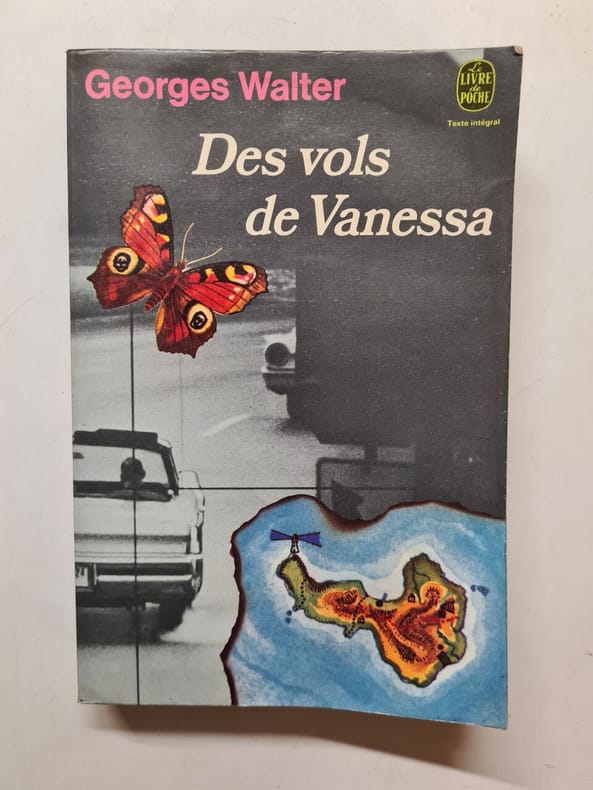 Georges Walter
Le
LIVRE
de
POCHE
Texte intégral
Des vols
de Vanessa